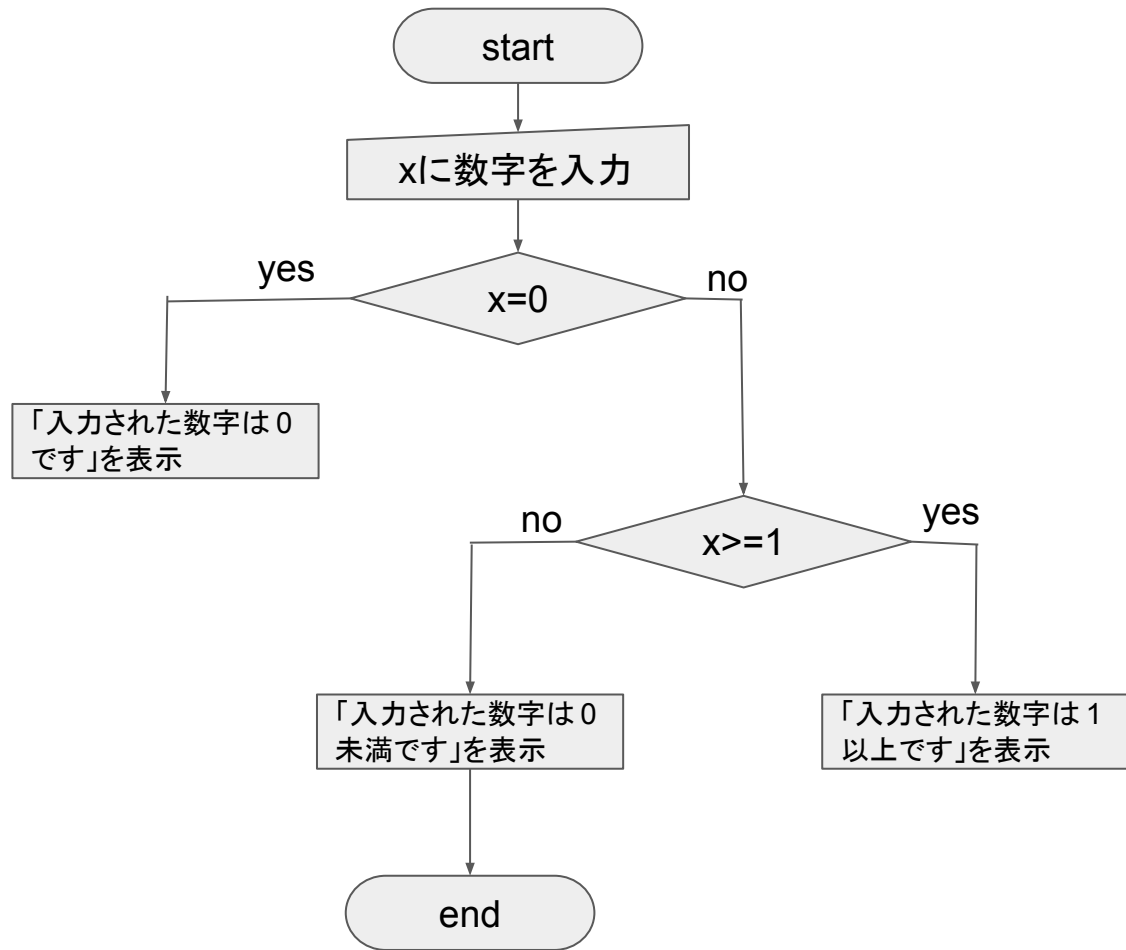 start
xに数字を入力
yes
no
x=0
「入力された数字は0
です」を表示
no
yes
x>=1
「入力された数字は0
未満です」を表示
「入力された数字は1
以上です」を表示
end